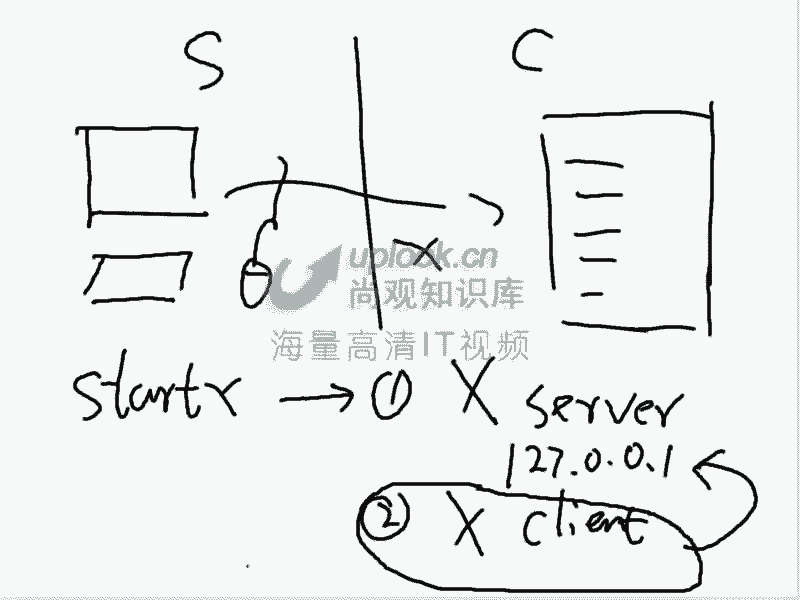 S C
uplook.cn
尚观知识库
海量高清IT视频
startx → ① X server
127.0.0.1
② X client